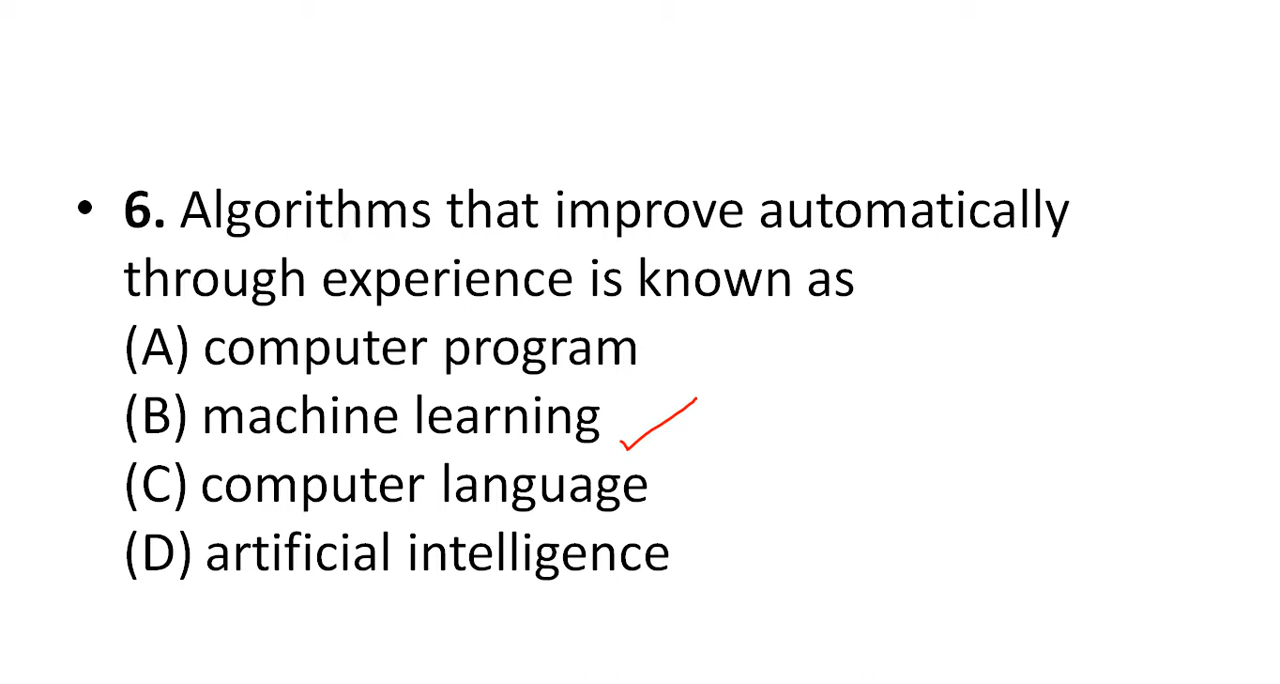 • 6. Algorithms that improve automatically
through experience is known as
(A) computer program
(B) machine learning
(C) computer language
(D) artificial intelligence